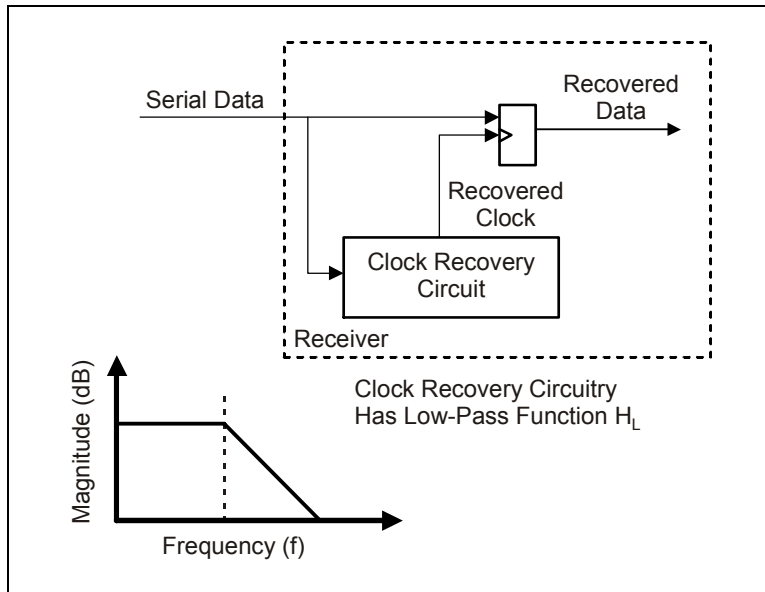 Serial Data
Recovered
Data
Recovered
Clock
Clock Recovery
Circuit
Receiver
Clock Recovery Circuitry
Has Low-Pass Function H_L
Magnitude (dB)
Frequency (f)